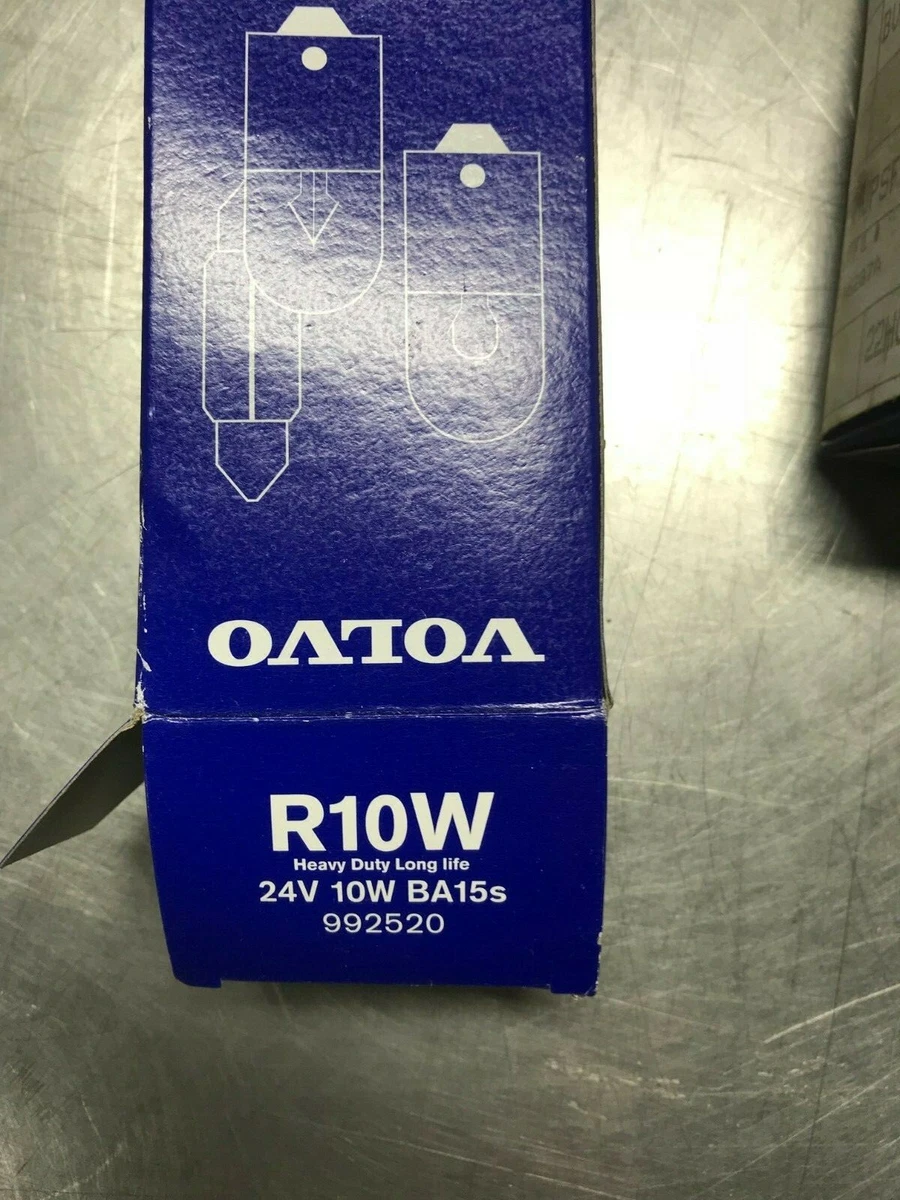 VOLVO
R10W
Heavy Duty Long life
24V 10W BA15s
992520